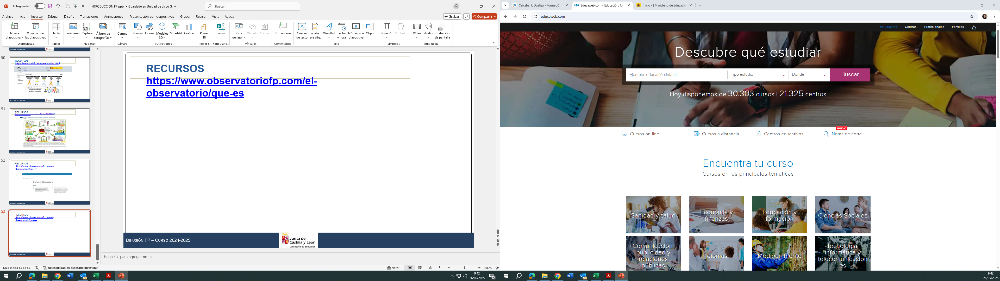 Autoguardado
INTRODUCCIÓN FP.pptx • Guardado en Unidad de disco G:
Buscar
Archivo Inicio Insertar Dibujar Diseño Transiciones Animaciones Presentación con diapositivas Grabar Revisar Vista Ayuda
Grabar
Compartir
Nueva diapositiva
Volver a usar las diapositivas
Tabla
Imágenes
Captura
Álbum de fotografías
Cameo
Formas
Iconos
Modelos 3D
SmartArt
Gráfico
Power BI
Forms
Vista general
Vínculo
Acción
Comentario
Cuadro de texto
Encabez. pie pág.
WordArt
Fecha y hora
Número de diapositiva
Objeto
Ecuación
Símbolo
Vídeo
Audio
Grabación de pantalla
Diapositivas
Tablas
Imágenes
Cámara
Ilustraciones
Power BI
Formularios
Vínculos
Comentarios
Texto
Símbolos
Multimedia
50
RECURSOS
https://www.todofp.es/que-estudiar.html
51
RECURSOS
52
RECURSOS
https://www.observatoriofp.com/el-
observatorio/que-es
Qué es el Observatorio
53
RECURSOS
https://www.observatoriofp.com/el-
observatorio/que-es
RECURSOS
https://www.observatoriofp.com/el-
observatorio/que-es
DIFUSIÓN FP – CURSO 2024-2025
Junta de
Castilla y León
Consejería de Educación
Haga clic para agregar notas
Diapositiva 53 de 53
Accesibilidad: es necesario investigar
Notas
106 %
9:42
26/05/2025
15
Caixabank Dualiza - Formación
Educaweb.com - Educación, for
Inicio - | Ministerio de Educació
educaweb.com
Estudiantes Centros Profesionales Familias
Descubre qué estudiar
Ejemplo: educación infantil
Tipo estudio
Dónde
Buscar
Hoy disponemos de 30.303 cursos | 21.325 centros
NUEVO
Cursos on-line
Cursos a distancia
Centros educativos
Notas de corte
Encuentra tu curso
Cursos en las principales temáticas
Sanidad y salud
Economía y
finanzas
Educación y
formación
Ciencias Sociales
Comunicación,
publicidad y
relaciones
públicas
Idiomas
Medioambiente
Tecnología,
informática y
telecomunicacion
es
9:42
26/05/2025